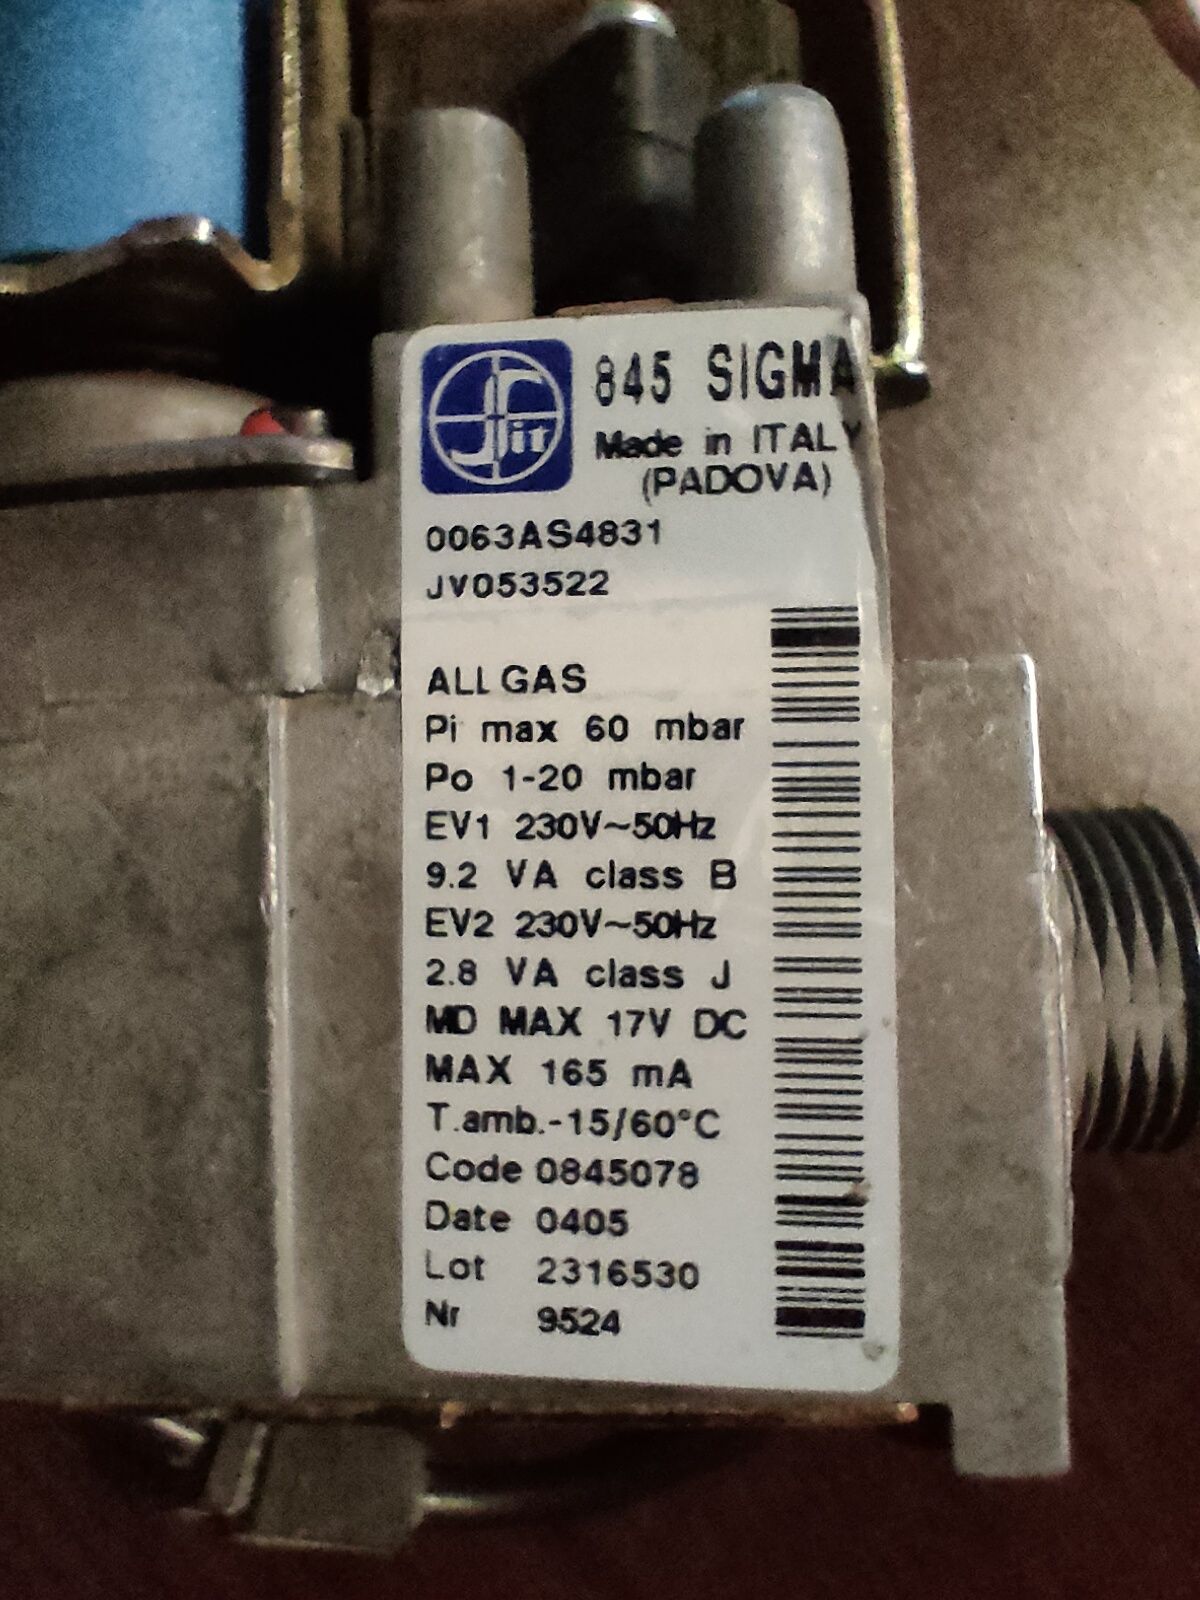 Sit
845 SIGMA
Made in ITALY
(PADOVA)
0063AS4831
JV053522
ALL GAS
Pi max 60 mbar
Po 1-20 mbar
EV1 230V~50Hz
9.2 VA class B
EV2 230V~50Hz
2.8 VA class J
MD MAX 17V DC
MAX 165 mA
T.amb.-15/60°C
Code 0845078
Date 0405
Lot 2316530
Nr 9524